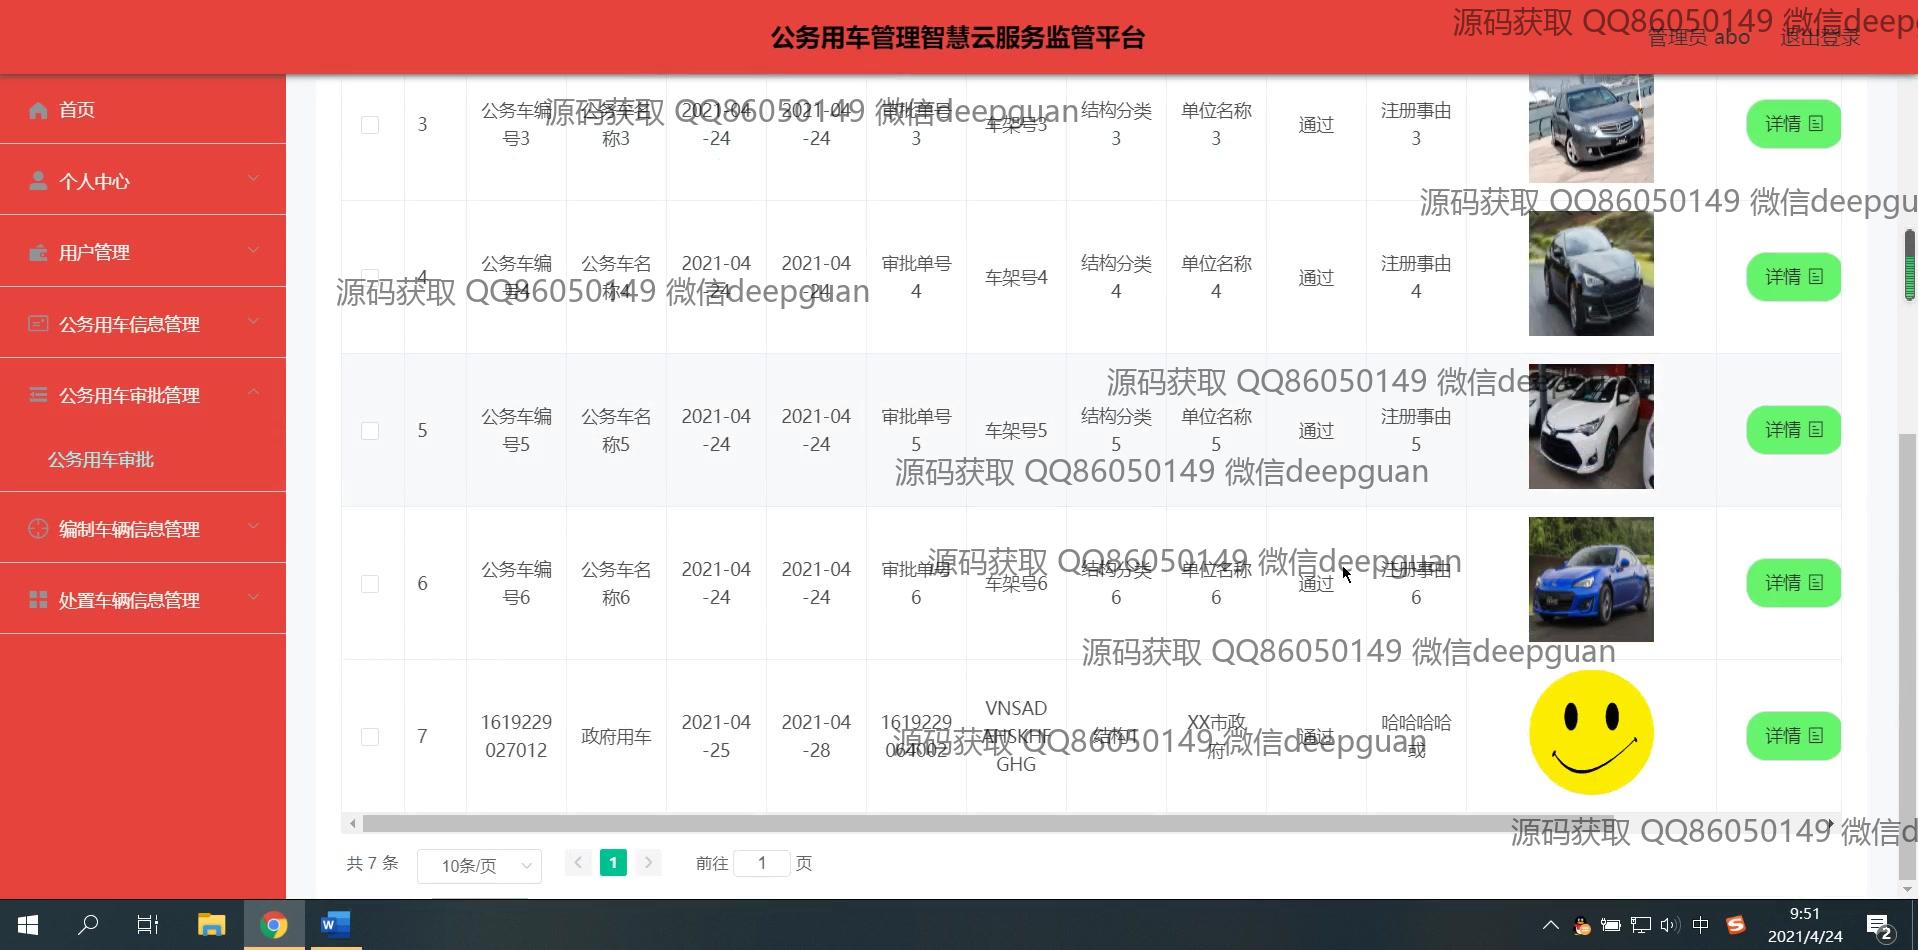 公务用车管理智慧云服务监管平台
管理员 abo
退出登录
源码获取 QQ86050149 微信deep
首页
个人中心
用户管理
公务用车信息管理
公务用车审批管理
公务用车审批
编制车辆信息管理
处置车辆信息管理
3
公务车编
号3
公务车名
称3
2021-04
-24
2021-04
-24
审批单号
3
车架号3
结构分类
3
单位名称
3
通过
注册事由
3
详情
源码获取 QQ86050149 微信deepguan
源码获取 QQ86050149 微信deepgu
4
公务车编
号4
公务车名
称4
2021-04
-24
2021-04
-24
审批单号
4
车架号4
结构分类
4
单位名称
4
通过
注册事由
4
详情
源码获取 QQ86050149 微信deepguan
源码获取 QQ86050149 微信de
5
公务车编
号5
公务车名
称5
2021-04
-24
2021-04
-24
审批单号
5
车架号5
结构分类
5
单位名称
5
通过
注册事由
5
详情
源码获取 QQ86050149 微信deepguan
源码获取 QQ86050149 微信deepguan
6
公务车编
号6
公务车名
称6
2021-04
-24
2021-04
-24
审批单号
6
车架号6
结构分类
6
单位名称
6
通过
注册事由
6
详情
源码获取 QQ86050149 微信deepguan
7
1619229
027012
政府用车
2021-04
-25
2021-04
-28
1619229
064002
VNSAD
GHG
XX市政
府
通过
哈哈哈哈
或
详情
源码获取 QQ86050149 微信deepguan
源码获取 QQ86050149 微信d
共 7 条
10条/页
1
前往 1 页
中
9:51
2021/4/24
2